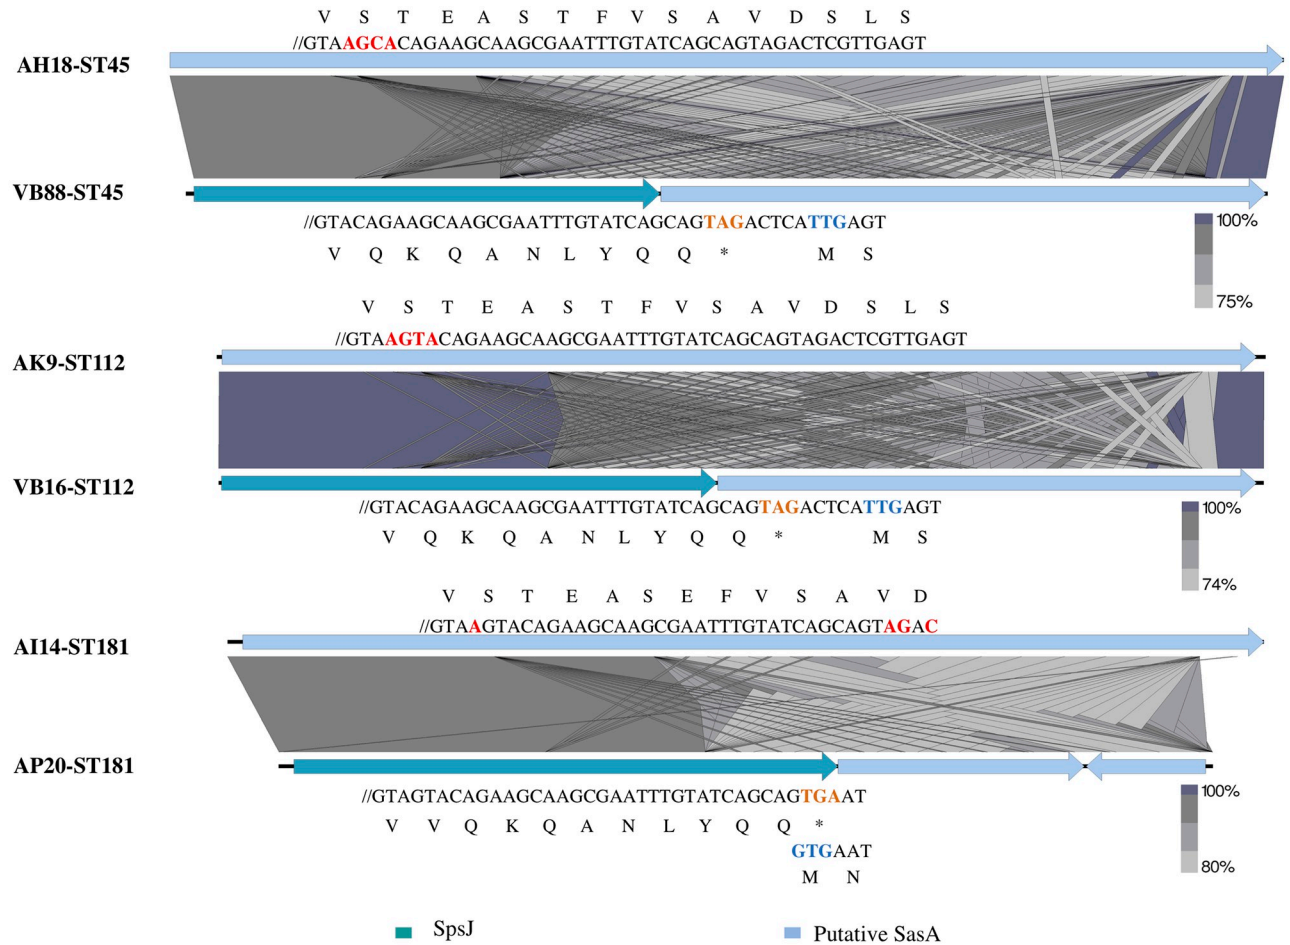 V S T E A S T F V S A V D S L S
//GTAAGCACAGAAGCAAGCGAATTTGTATCAGCAGTAGACTCGTTGAGT
AH18-ST45
VB88-ST45
//GTACAGAAGCAAGCGAATTTGTATCAGCAGTAGACTCATTGAGT
V Q K Q A N L Y Q Q * M S
100%
75%
V S T E A S T F V S A V D S L S
//GTAAGTACAGAAGCAAGCGAATTTGTATCAGCAGTAGACTCGTTGAGT
AK9-ST112
VB16-ST112
//GTACAGAAGCAAGCGAATTTGTATCAGCAGTAGACTCATTGAGT
V Q K Q A N L Y Q Q * M S
100%
74%
V S T E A S E F V S A V D
//GTAAGTACAGAAGCAAGCGAATTTGTATCAGCAGTAGAC
AI14-ST181
AP20-ST181
//GTAGTACAGAAGCAAGCGAATTTGTATCAGCAGTGAAT
V V Q K Q A N L Y Q Q *
GTGAAT
M N
100%
80%
SpsJ
Putative SasA